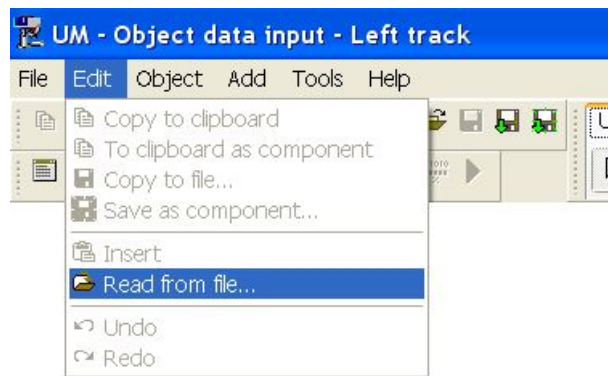 UM - Object data input - Left track
File Edit Object Add Tools Help
Copy to clipboard
To clipboard as component
Copy to file...
Save as component...
Insert
Read from file...
Undo
Redo